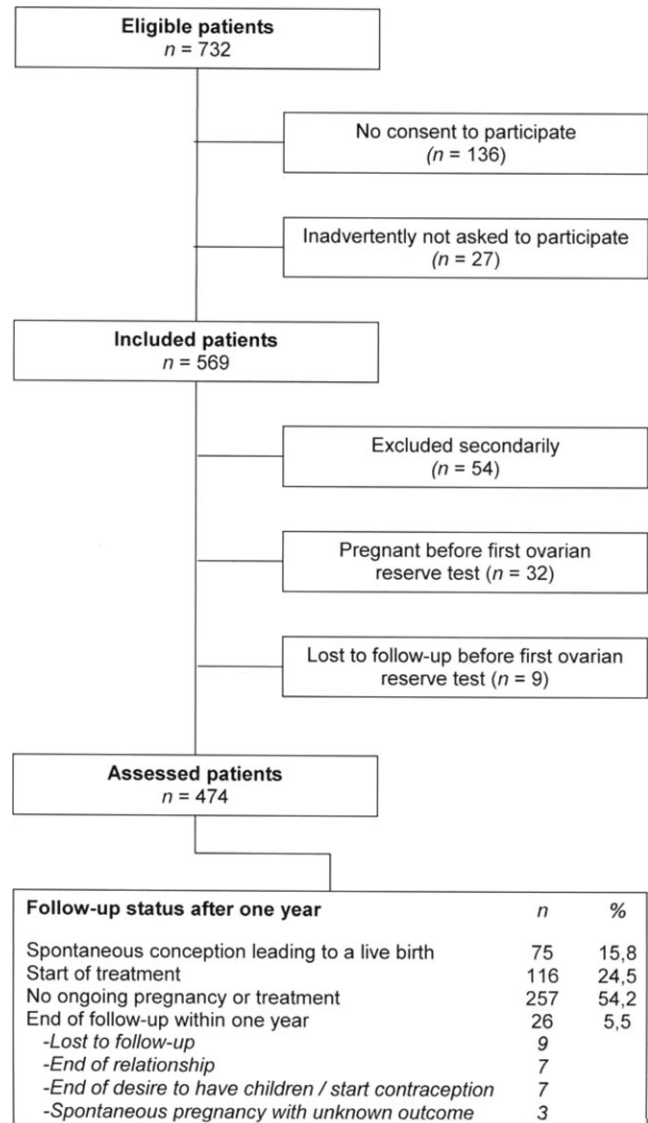 Eligible patients
n = 732
No consent to participate
(n = 136)
Inadvertently not asked to participate
(n = 27)
Included patients
n = 569
Excluded secondarily
(n = 54)
Pregnant before first ovarian
reserve test (n = 32)
Lost to follow-up before first ovarian
reserve test (n = 9)
Assessed patients
n = 474
Follow-up status after one year n %
Spontaneous conception leading to a live birth 75 15,8
Start of treatment 116 24,5
No ongoing pregnancy or treatment 257 54,2
End of follow-up within one year 26 5,5
-Lost to follow-up 9
-End of relationship 7
-End of desire to have children / start contraception 7
-Spontaneous pregnancy with unknown outcome 3